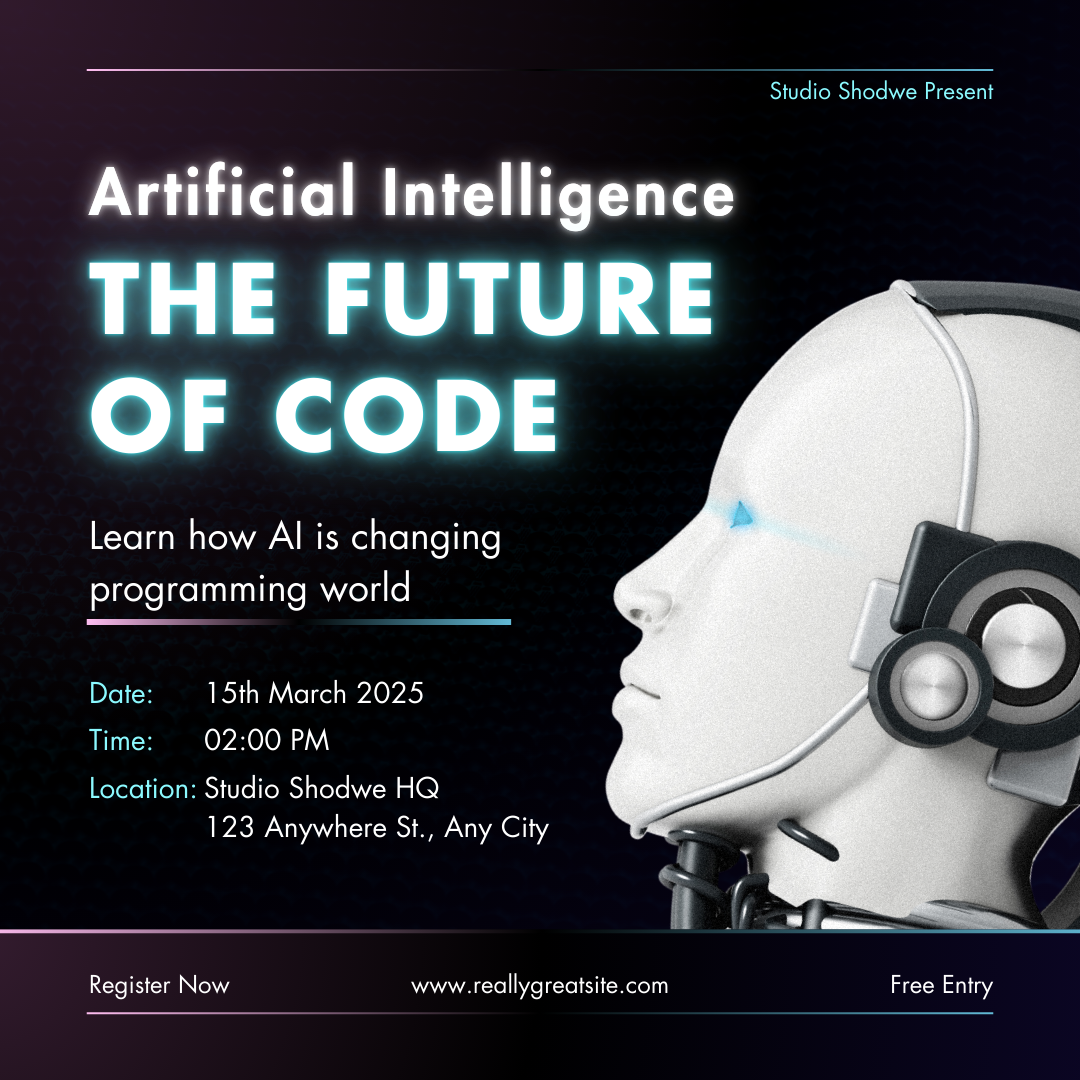 Studio Shodwe Present
Artificial Intelligence
THE FUTURE
OF CODE
Learn how AI is changing
programming world
Date: 15th March 2025
Time: 02:00 PM
Location: Studio Shodwe HQ
123 Anywhere St., Any City
Register Now
www.reallygreatsite.com
Free Entry